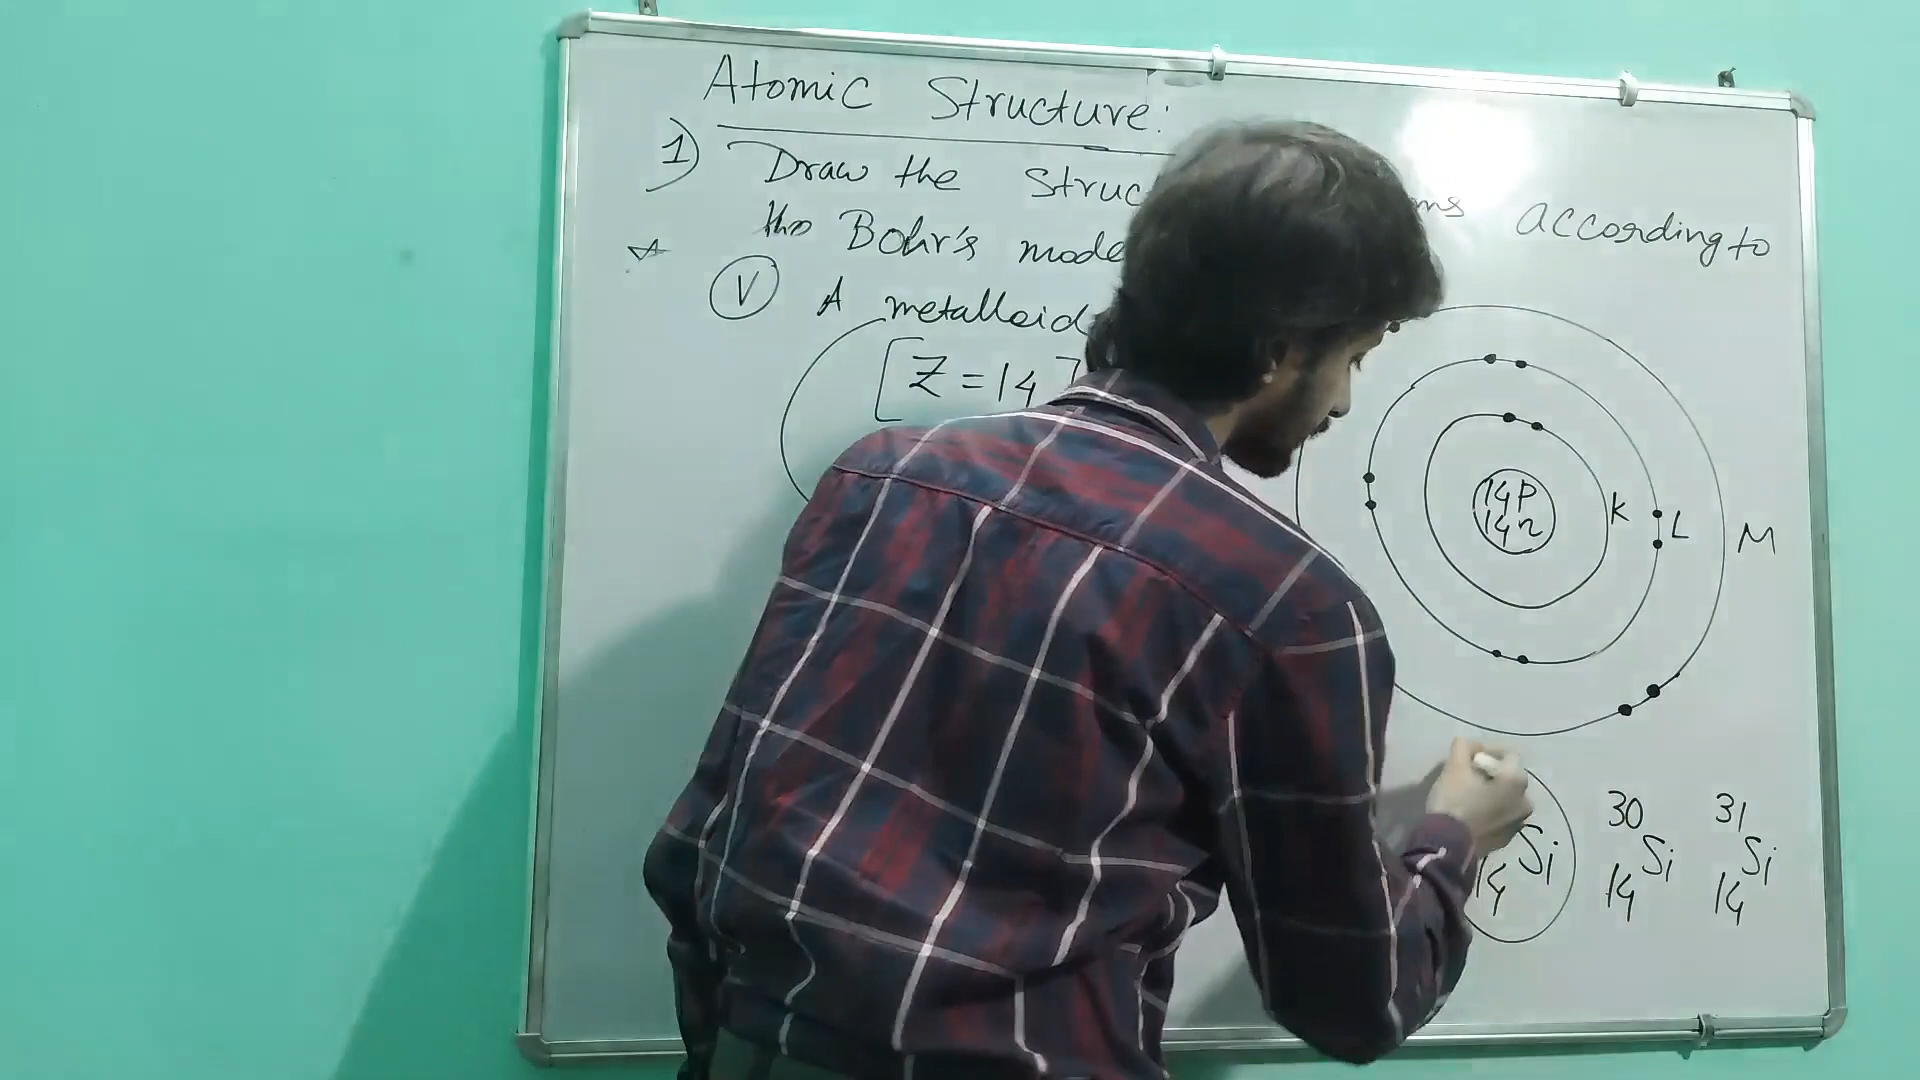 Atomic Structure:
1) Draw the Struc ms according to
the Bohr's mode
V A metalloid
[Z=14]
14P
14n
K L M
14 Si
30 Si 14
31 Si 14